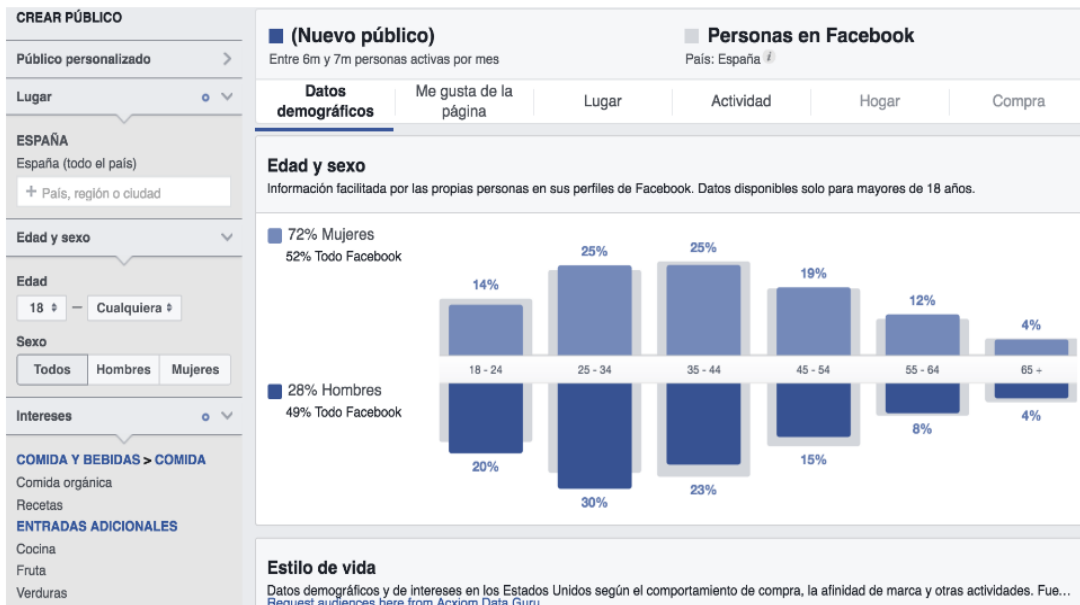 CREAR PÚBLICO
Público personalizado
Lugar
ESPAÑA
España (todo el país)
+ País, región o ciudad
Edad y sexo
Edad
18 — Cualquiera
Sexo
Todos Hombres Mujeres
Intereses
COMIDA Y BEBIDAS > COMIDA
Comida orgánica
Recetas
ENTRADAS ADICIONALES
Cocina
Fruta
Verduras
(Nuevo público)
Entre 6m y 7m personas activas por mes
Personas en Facebook
País: España i
Datos demográficos
Me gusta de la página
Lugar
Actividad
Hogar
Compra
Edad y sexo
Información facilitada por las propias personas en sus perfiles de Facebook. Datos disponibles solo para mayores de 18 años.
72% Mujeres
52% Todo Facebook
14% 25% 25% 19% 12% 4%
18 - 24 25 - 34 35 - 44 45 - 54 55 - 64 65 +
28% Hombres
49% Todo Facebook
20% 30% 23% 15% 8% 4%
Estilo de vida
Datos demográficos y de intereses en los Estados Unidos según el comportamiento de compra, la afinidad de marca y otras actividades. Fue...
Request audiences here from Acxiom Data Guru